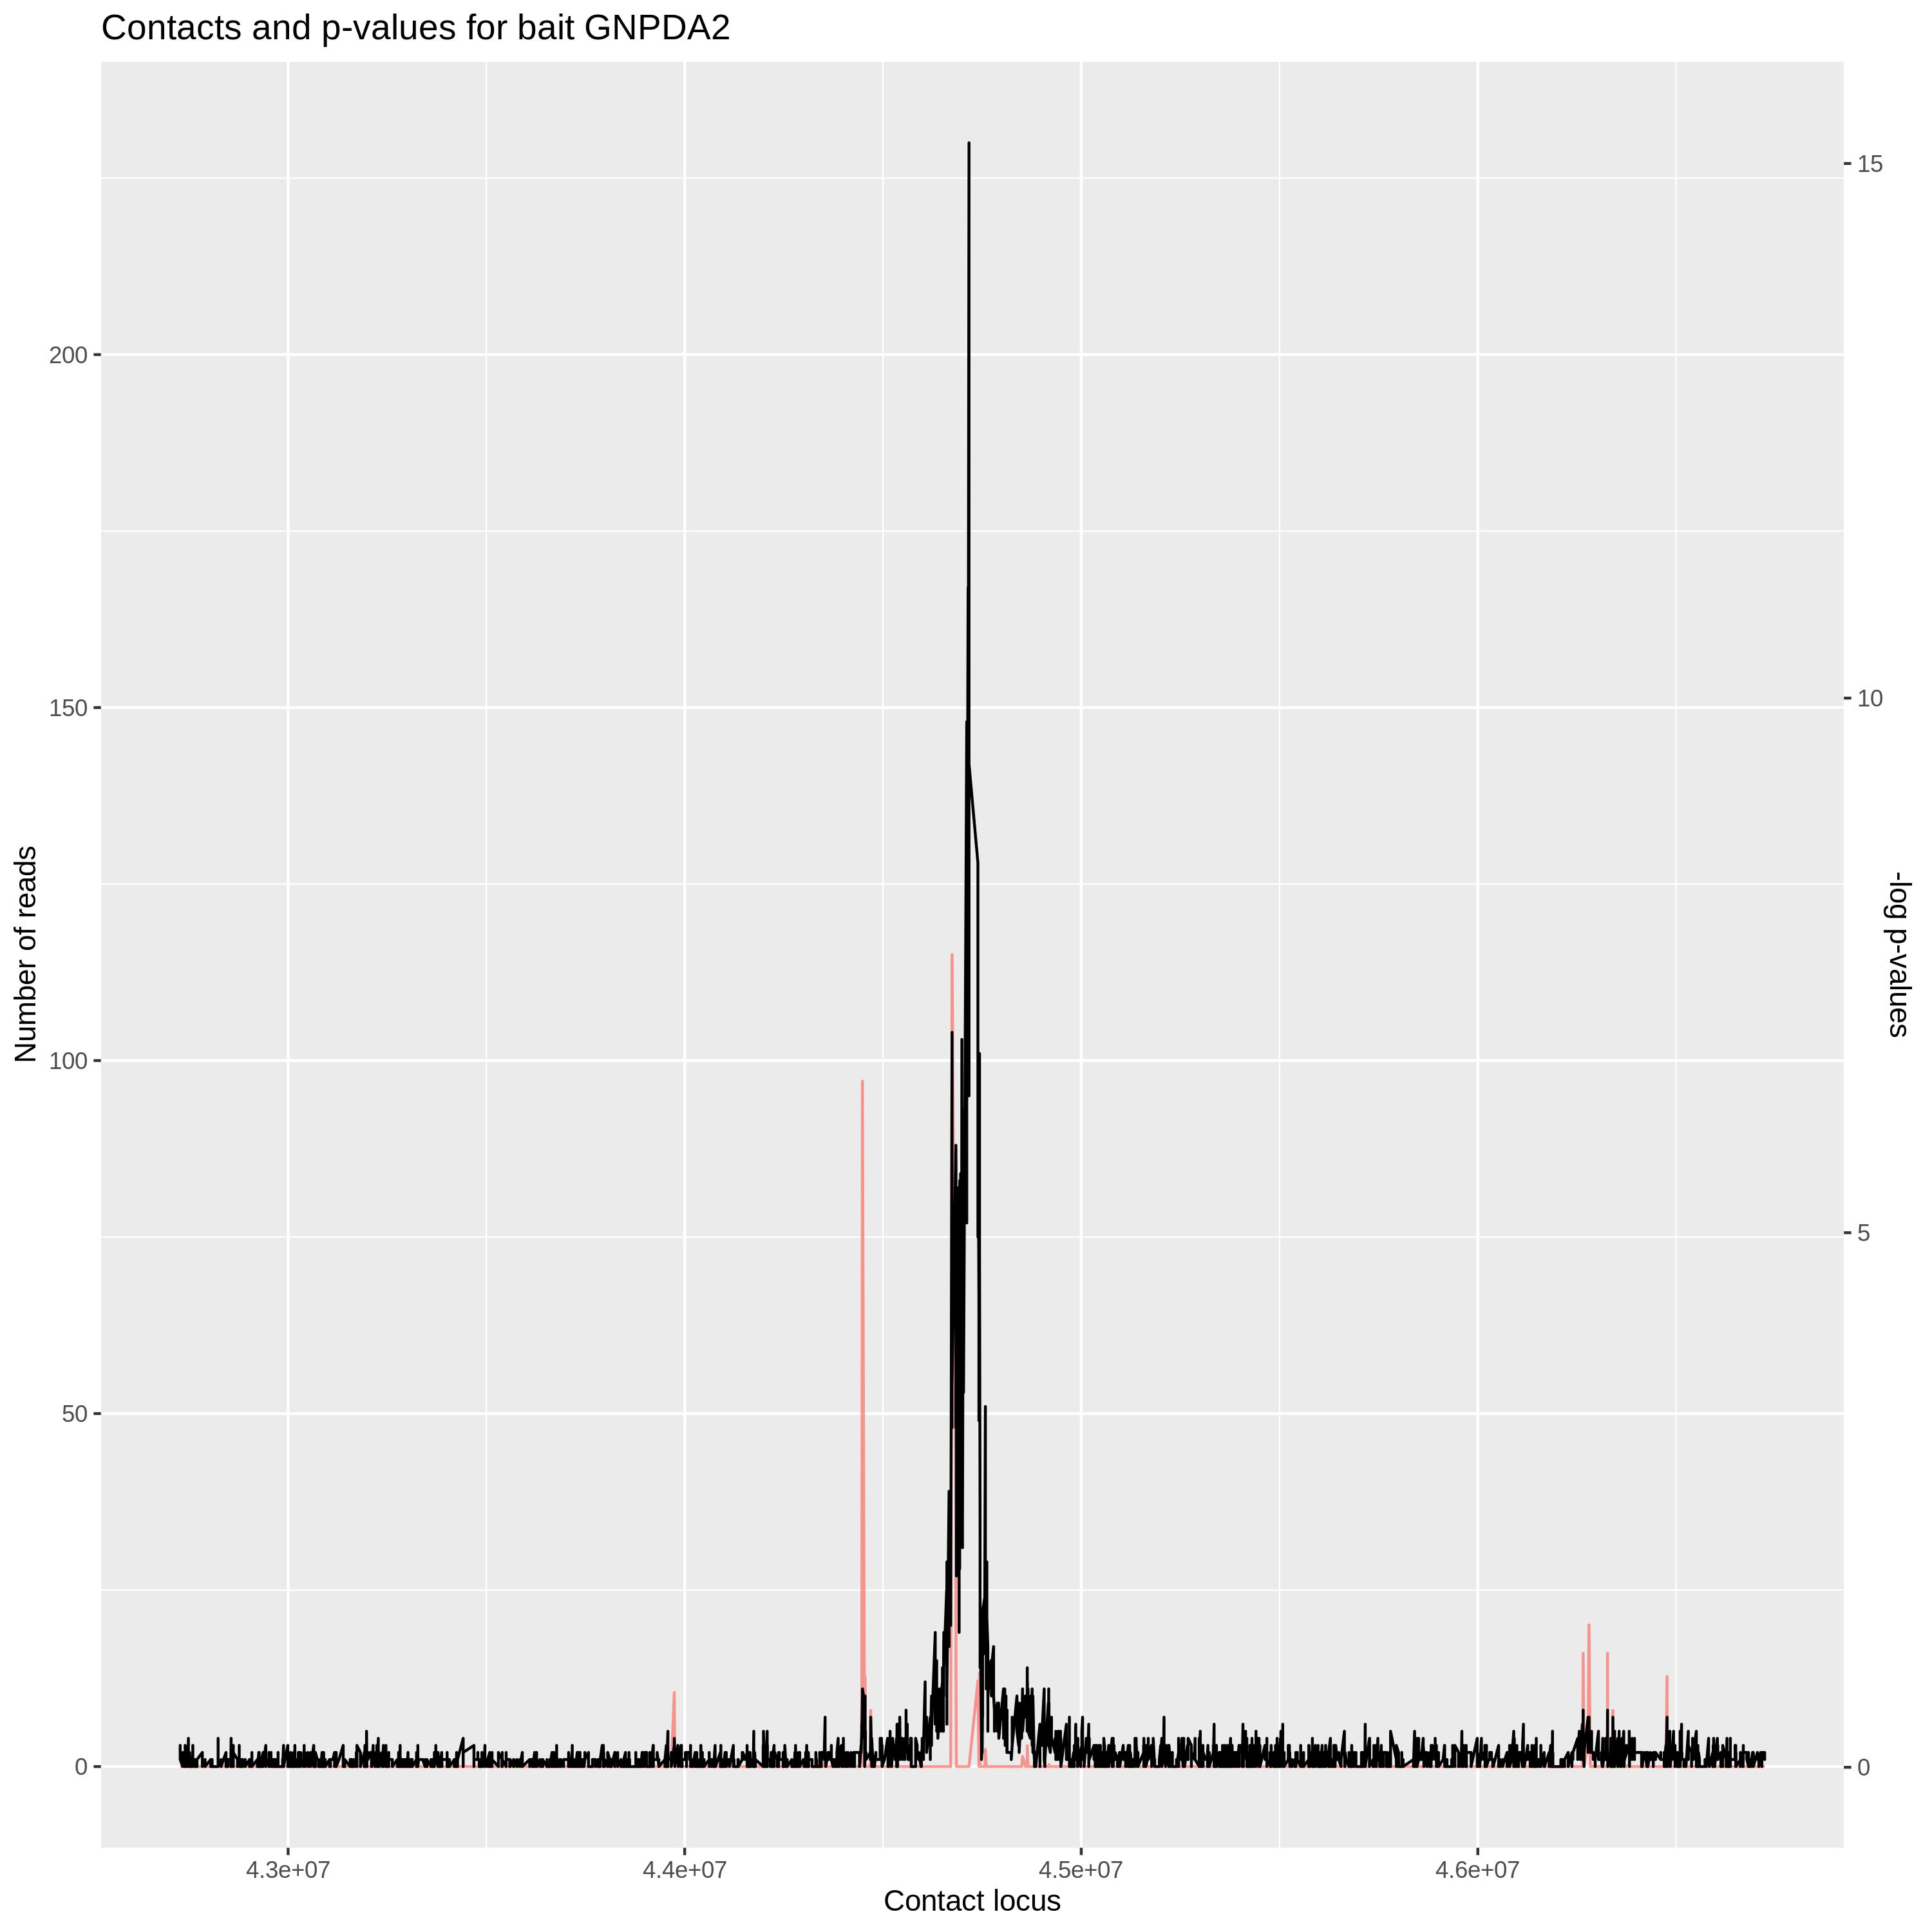 Contacts and p-values for bait GNPDA2
Number of reads
200
150
100
50
0
15
10
5
0
-log p-values
4.3e+07
4.4e+07
4.5e+07
4.6e+07
Contact locus